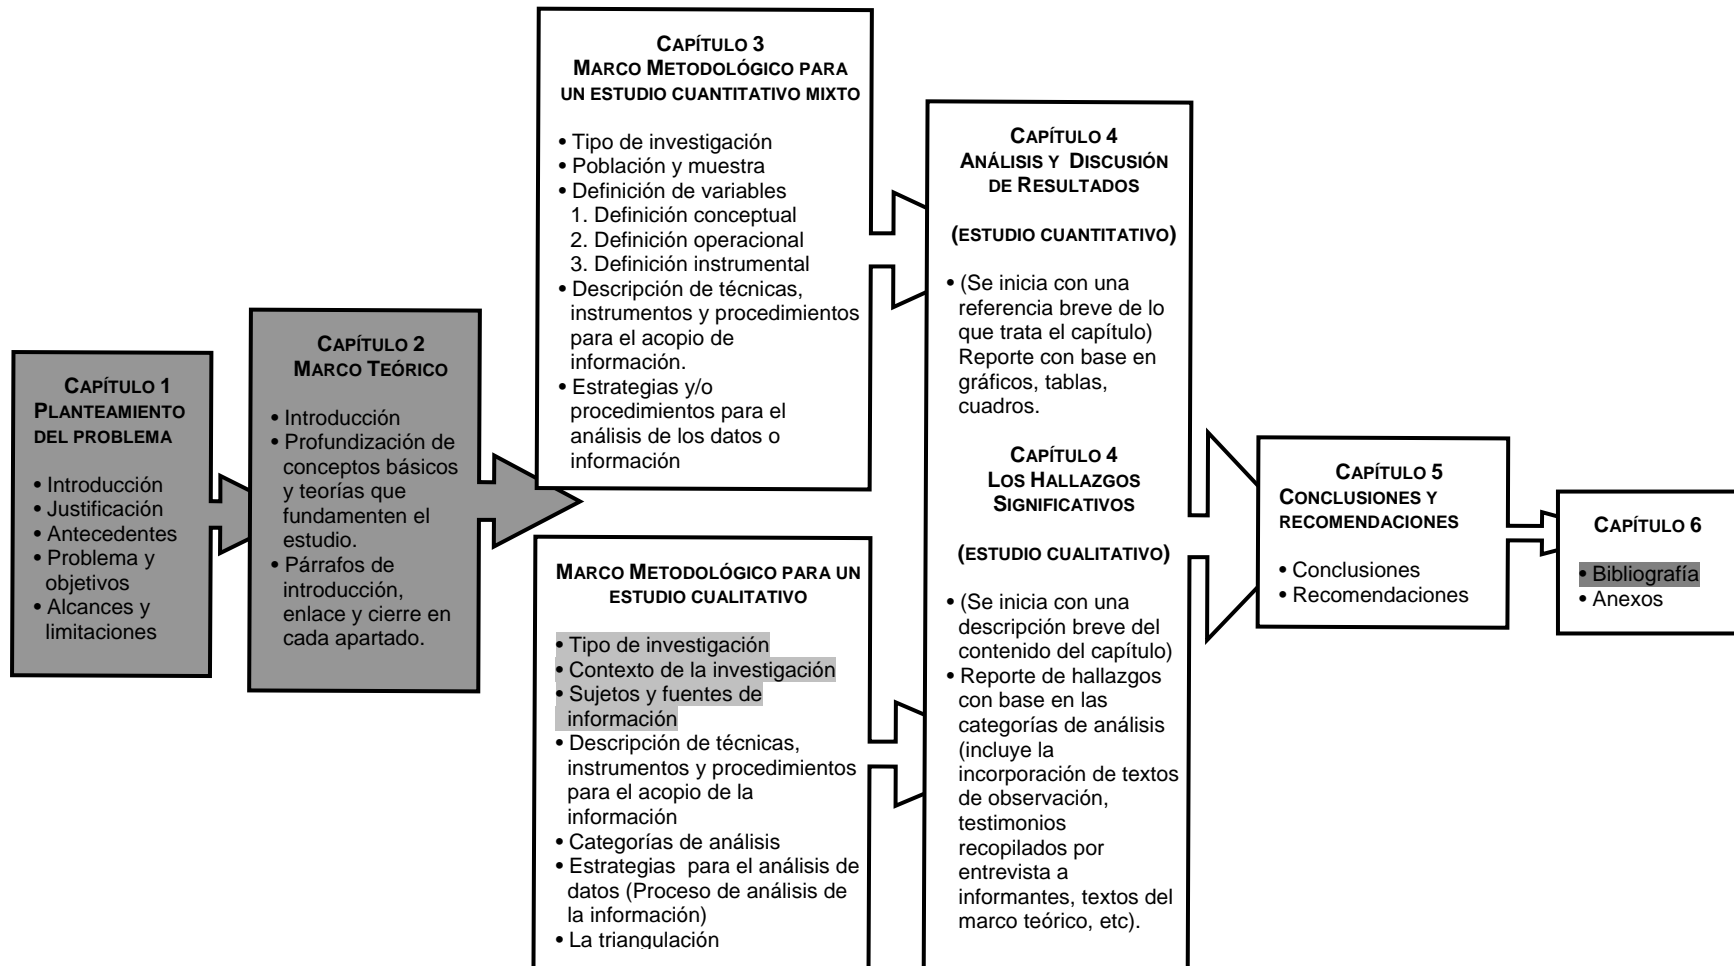 CAPÍTULO 1
PLANTEAMIENTO
DEL PROBLEMA
• Introducción
• Justificación
• Antecedentes
• Problema y
objetivos
• Alcances y
limitaciones
CAPÍTULO 2
MARCO TEÓRICO
• Introducción
• Profundización de
conceptos básicos
y teorías que
fundamenten el
estudio.
• Párrafos de
introducción,
enlace y cierre en
cada apartado.
CAPÍTULO 3
MARCO METODOLÓGICO PARA
UN ESTUDIO CUANTITATIVO MIXTO
• Tipo de investigación
• Población y muestra
• Definición de variables
1. Definición conceptual
2. Definición operacional
3. Definición instrumental
• Descripción de técnicas,
instrumentos y procedimientos
para el acopio de
información.
• Estrategias y/o
procedimientos para el
análisis de los datos o
información
MARCO METODOLÓGICO PARA UN
ESTUDIO CUALITATIVO
• Tipo de investigación
• Contexto de la investigación
• Sujetos y fuentes de
información
• Descripción de técnicas,
instrumentos y procedimientos
para el acopio de la
información
• Categorías de análisis
• Estrategias para el análisis de
datos (Proceso de análisis de
la información)
• La triangulación
CAPÍTULO 4
ANÁLISIS Y DISCUSIÓN
DE RESULTADOS
(ESTUDIO CUANTITATIVO)
• (Se inicia con una
referencia breve de lo
que trata el capítulo)
Reporte con base en
gráficos, tablas,
cuadros.
CAPÍTULO 4
LOS HALLAZGOS
SIGNIFICATIVOS
(ESTUDIO CUALITATIVO)
• (Se inicia con una
descripción breve del
contenido del capítulo)
• Reporte de hallazgos
con base en las
categorías de análisis
(incluye la
incorporación de textos
de observación,
testimonios
recopilados por
entrevista a
informantes, textos del
marco teórico, etc).
CAPÍTULO 5
CONCLUSIONES Y
RECOMENDACIONES
• Conclusiones
• Recomendaciones
CAPÍTULO 6
• Bibliografía
• Anexos